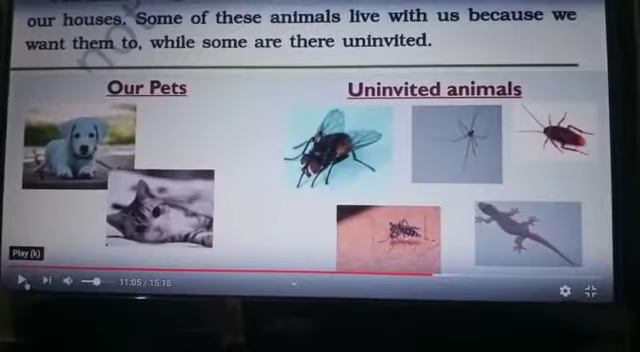 our houses. Some of these animals live with us because we
want them to, while some are there uninvited.
Our Pets
Uninvited animals
Play (k)
11:05 / 15:15